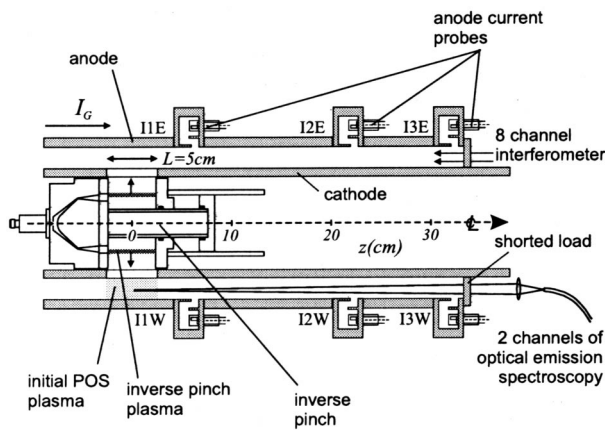 anode current
probes
anode
I_G
I1E
I2E
I3E
8 channel
interferometer
L=5cm
cathode
0
10
20
30
z(cm)
℄
shorted load
I1W
I2W
I3W
2 channels of
optical emission
spectroscopy
initial POS
plasma
inverse pinch
plasma
inverse
pinch